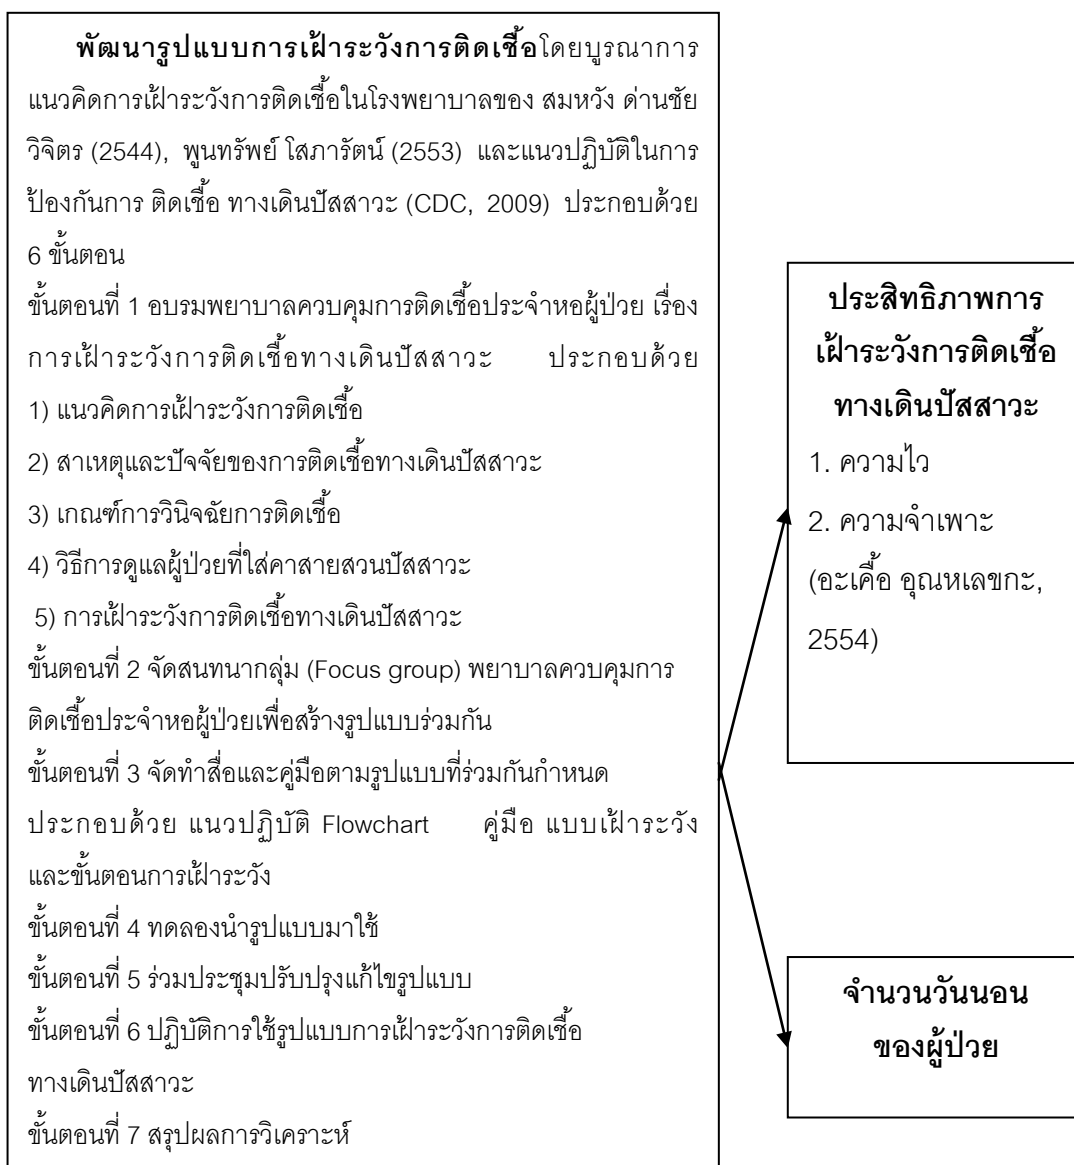 พัฒนารูปแบบการเฝ้าระวังการติดเชื้อโดยบูรณาการ
แนวคิดการเฝ้าระวังการติดเชื้อในโรงพยาบาลของ สมหวัง ด่านชัย
วิจิตร (2544), พูนทรัพย์ โสภารัตน์ (2553) และแนวปฏิบัติในการ
ป้องกันการ ติดเชื้อ ทางเดินปัสสาวะ (CDC, 2009) ประกอบด้วย
6 ขั้นตอน
ขั้นตอนที่ 1 อบรมพยาบาลควบคุมการติดเชื้อประจำหอผู้ป่วย เรื่อง
การเฝ้าระวังการติดเชื้อทางเดินปัสสาวะ ประกอบด้วย
1) แนวคิดการเฝ้าระวังการติดเชื้อ
2) สาเหตุและปัจจัยของการติดเชื้อทางเดินปัสสาวะ
3) เกณฑ์การวินิจฉัยการติดเชื้อ
4) วิธีการดูแลผู้ป่วยที่ใส่คาสายสวนปัสสาวะ
5) การเฝ้าระวังการติดเชื้อทางเดินปัสสาวะ
ขั้นตอนที่ 2 จัดสนทนากลุ่ม (Focus group) พยาบาลควบคุมการ
ติดเชื้อประจำหอผู้ป่วยเพื่อสร้างรูปแบบร่วมกัน
ขั้นตอนที่ 3 จัดทำสื่อและคู่มือตามรูปแบบที่ร่วมกันกำหนด
ประกอบด้วย แนวปฏิบัติ Flowchart คู่มือ แบบเฝ้าระวัง
และขั้นตอนการเฝ้าระวัง
ขั้นตอนที่ 4 ทดลองนำรูปแบบมาใช้
ขั้นตอนที่ 5 ร่วมประชุมปรับปรุงแก้ไขรูปแบบ
ขั้นตอนที่ 6 ปฏิบัติการใช้รูปแบบการเฝ้าระวังการติดเชื้อ
ทางเดินปัสสาวะ
ขั้นตอนที่ 7 สรุปผลการวิเคราะห์
ประสิทธิภาพการ
เฝ้าระวังการติดเชื้อ
ทางเดินปัสสาวะ
1. ความไว
2. ความจำเพาะ
(อะเคื้อ อุณหเลขกะ,
2554)
จำนวนวันนอน
ของผู้ป่วย